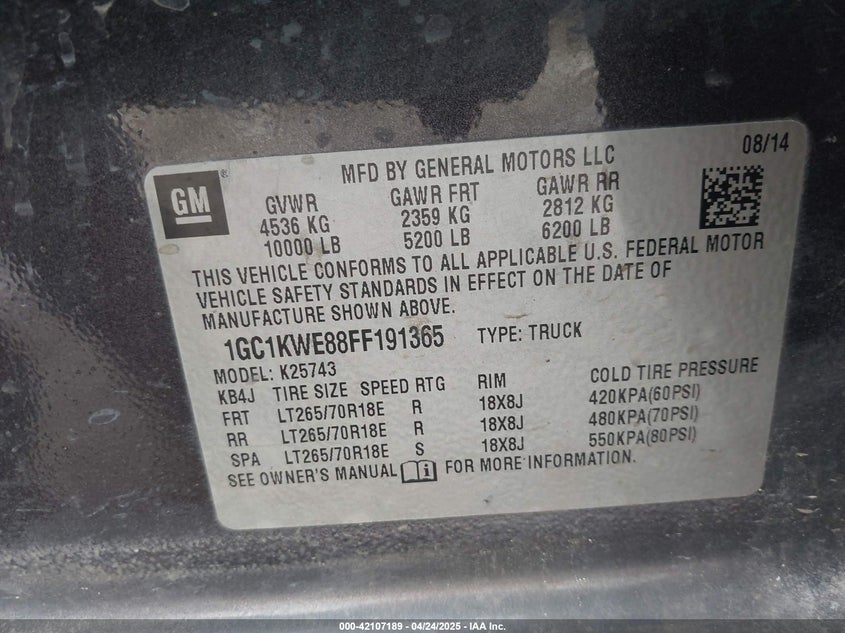 MFD BY GENERAL MOTORS LLC 08/14
GM®
GVWR GAWR FRT GAWR RR
4536 KG 2359 KG 2812 KG
10000 LB 5200 LB 6200 LB
THIS VEHICLE CONFORMS TO ALL APPLICABLE U.S. FEDERAL MOTOR
VEHICLE SAFETY STANDARDS IN EFFECT ON THE DATE OF
MANUFACTURE SHOWN ABOVE.
1GC1KWE88FF191365 TYPE: TRUCK
MODEL: K25743
KB4J TIRE SIZE SPEED RTG RIM COLD TIRE PRESSURE
FRT LT265/70R18E R 18X8J 420KPA(60PSI)
RR LT265/70R18E R 18X8J 480KPA(70PSI)
SPA LT265/70R18E S 18X8J 550KPA(80PSI)
SEE OWNER'S MANUAL FOR MORE INFORMATION.
000-42107189 - 04/24/2025 - IAA Inc.